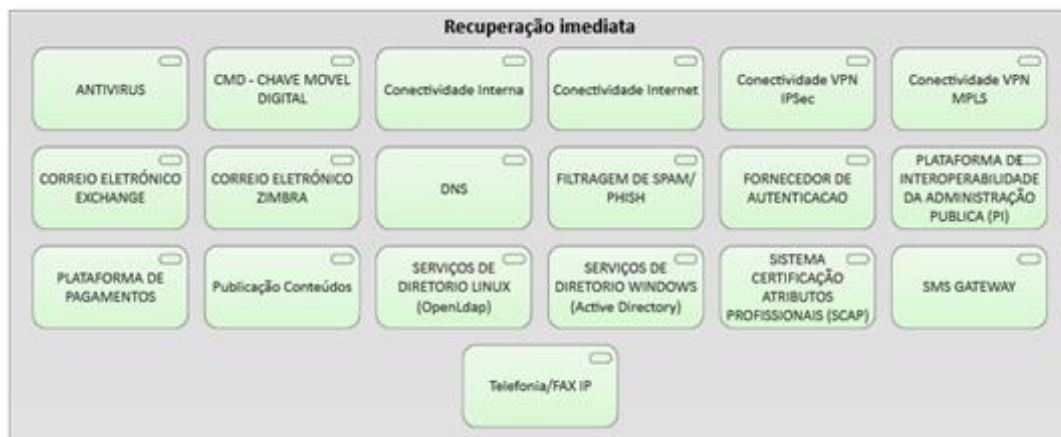 Recuperação imediata
ANTIVIRUS
CMD - CHAVE MOVEL
DIGITAL
Conectividade Interna
Conectividade Internet
Conectividade VPN
IPSec
Conectividade VPN
MPLS
CORREIO ELETRÓNICO
EXCHANGE
CORREIO ELETRÓNICO
ZIMBRA
DNS
FILTRAGEM DE SPAM/
PHISH
FORNECEDOR DE
AUTENTICACAO
PLATAFORMA DE
INTEROPERABILIDADE
DA ADMINISTRAÇÃO
PUBLICA (PI)
PLATAFORMA DE
PAGAMENTOS
Publicação Conteúdos
SERVIÇOS DE
DIRETORIO LINUX
(OpenLdap)
SERVIÇOS DE
DIRETORIO WINDOWS
(Active Directory)
SISTEMA
CERTIFICAÇÃO
ATRIBUTOS
PROFISSIONAIS (SCAP)
SMS GATEWAY
Telefonia/FAX IP